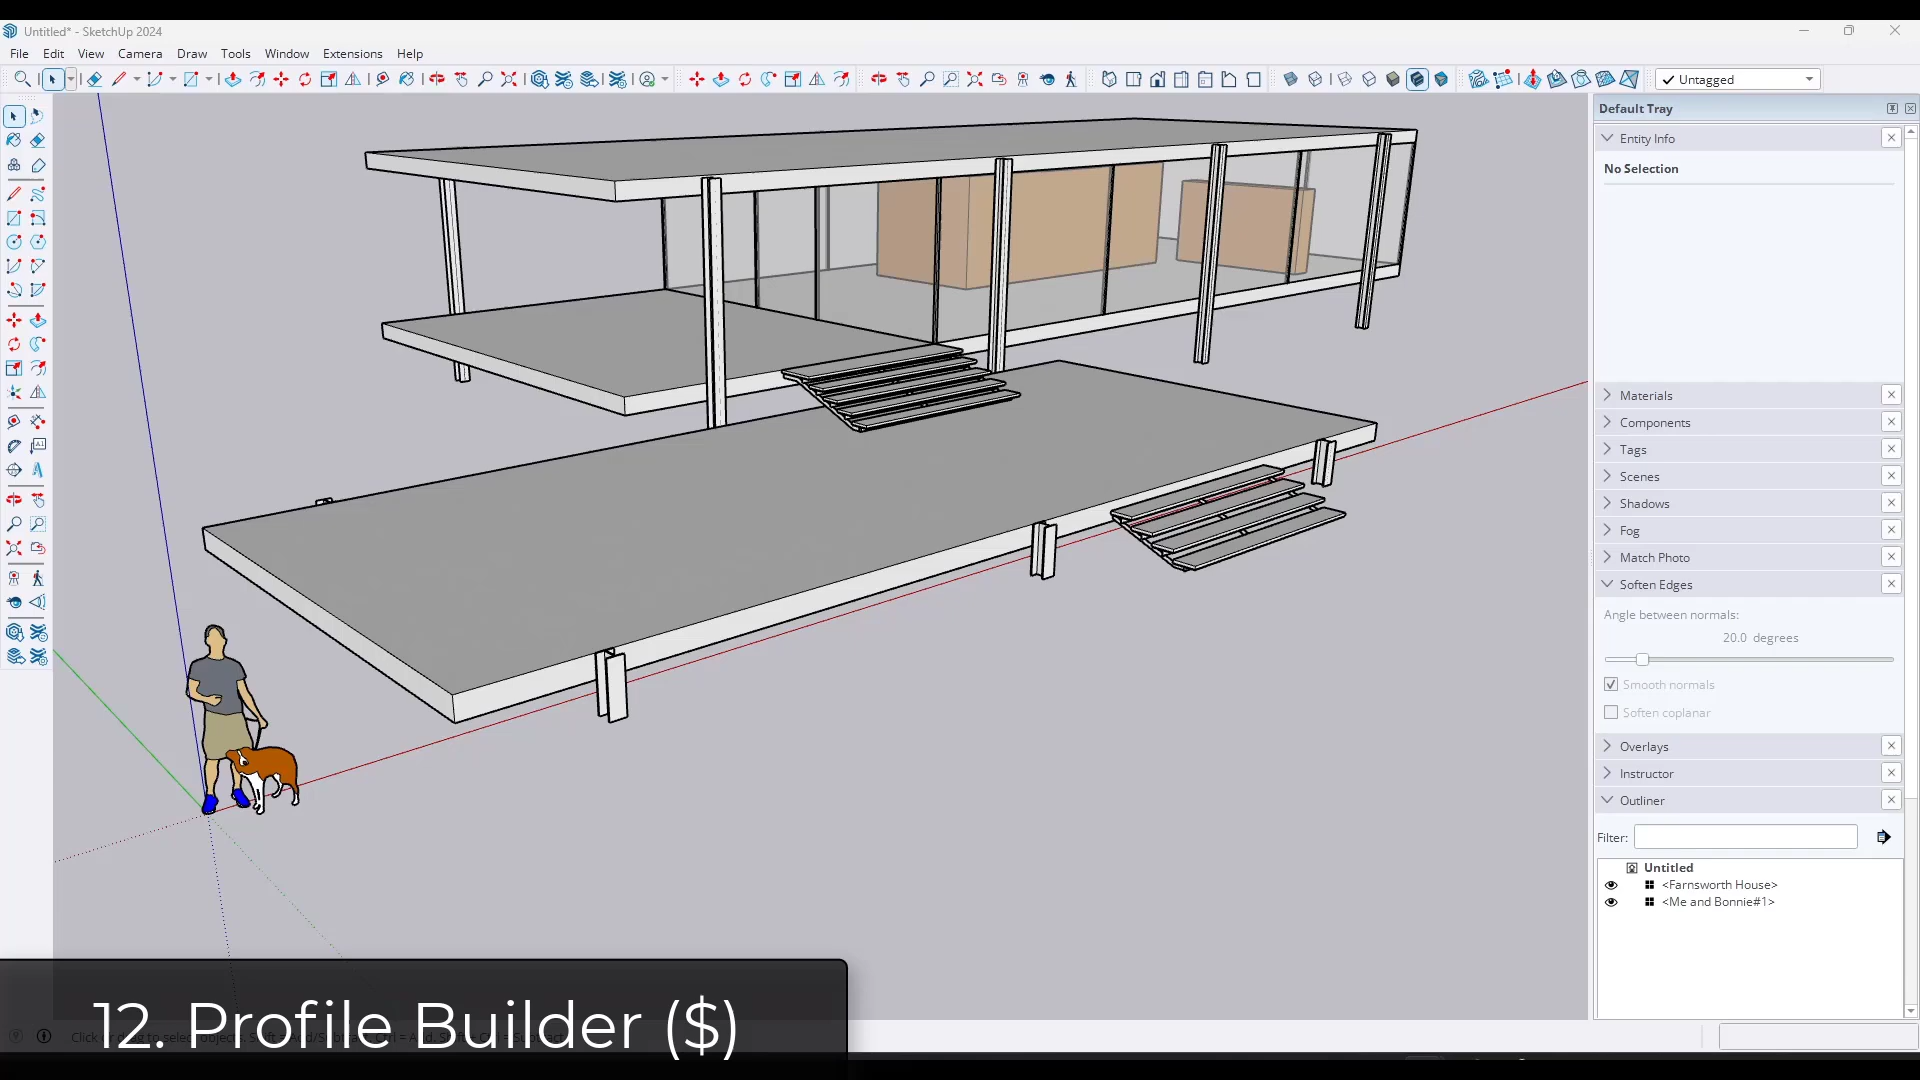 Untitled* - SketchUp 2024
File Edit View Camera Draw Tools Window Extensions Help
Untagged
Default Tray
Entity Info
No Selection
Materials
Components
Tags
Scenes
Shadows
Fog
Match Photo
Soften Edges
Angle between normals:
20.0 degrees
Smooth normals
Soften coplanar
Overlays
Instructor
Outliner
Filter:
Untitled
<Farnsworth House>
<Me and Bonnie#1>
12. Profile Builder ($)